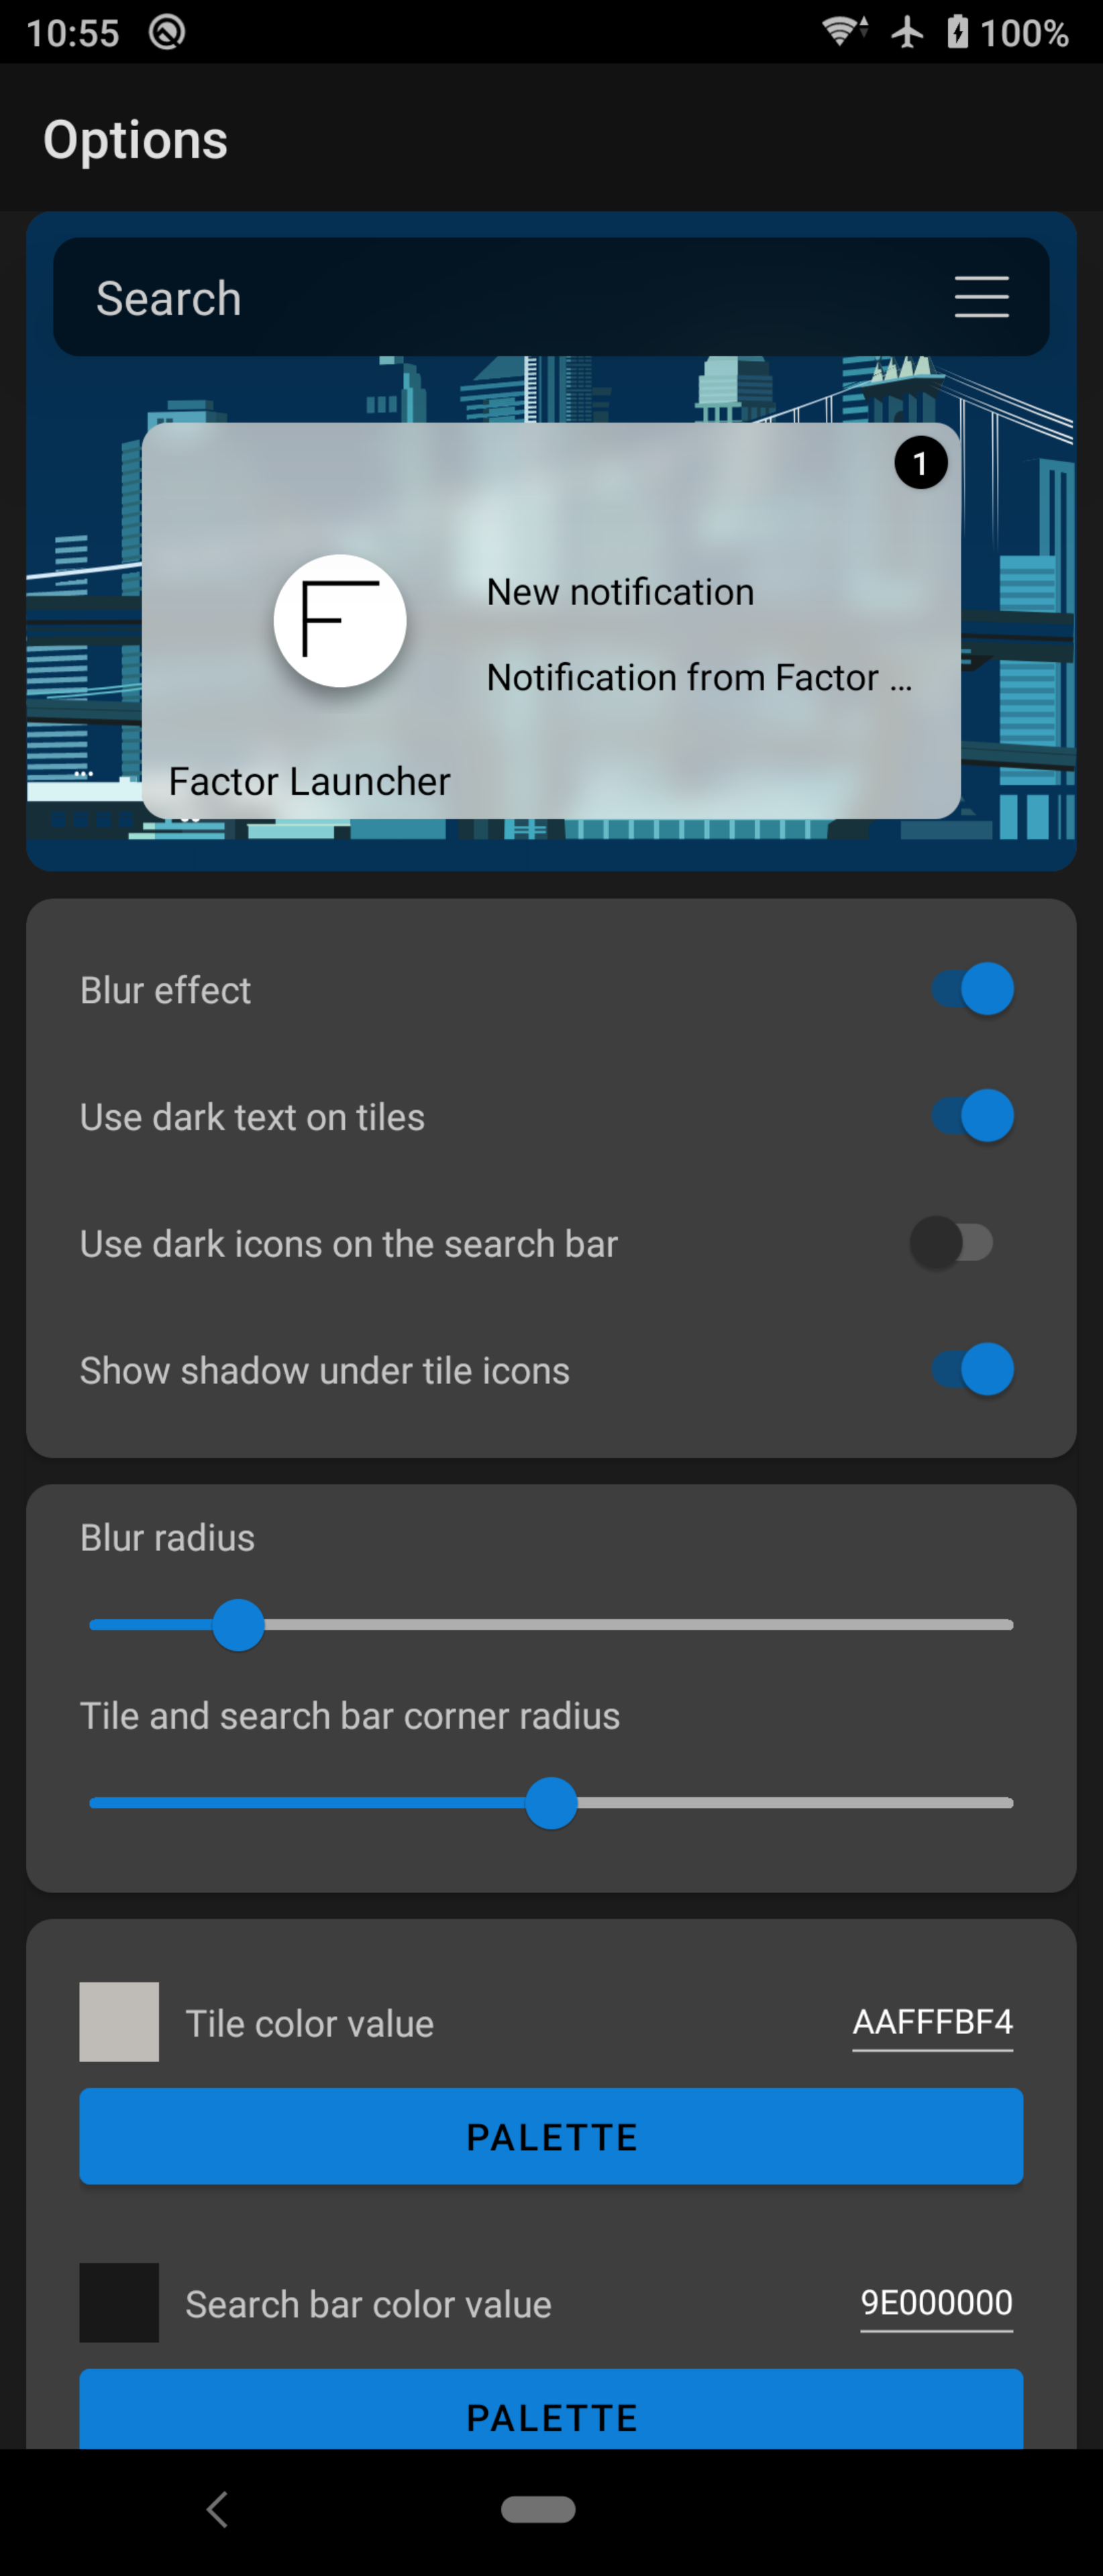 10:55
100%
Options
Search
1
F
New notification
Notification from Factor ...
Factor Launcher
Blur effect
Use dark text on tiles
Use dark icons on the search bar
Show shadow under tile icons
Blur radius
Tile and search bar corner radius
Tile color value AAFFFBF4
PALETTE
Search bar color value 9E000000
PALETTE